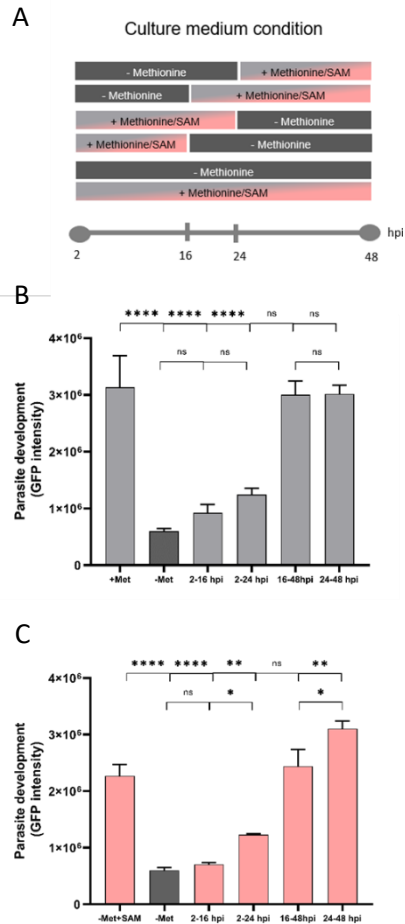 A
Culture medium condition
- Methionine + Methionine/SAM
- Methionine + Methionine/SAM
+ Methionine/SAM - Methionine
+ Methionine/SAM - Methionine
- Methionine
+ Methionine/SAM
hpi
2 16 24 48
B
**** **** **** ns ns
ns ns ns
4×10⁶
3×10⁶
2×10⁶
1×10⁶
0
Parasite development
(GFP intensity)
+Met -Met 2-16 hpi 2-24 hpi 16-48hpi 24-48 hpi
C
**** **** ** ns **
ns * *
4×10⁶
3×10⁶
2×10⁶
1×10⁶
0
Parasite development
(GFP intensity)
-Met+SAM -Met 2-16 hpi 2-24 hpi 16-48 hpi 24-48 hpi